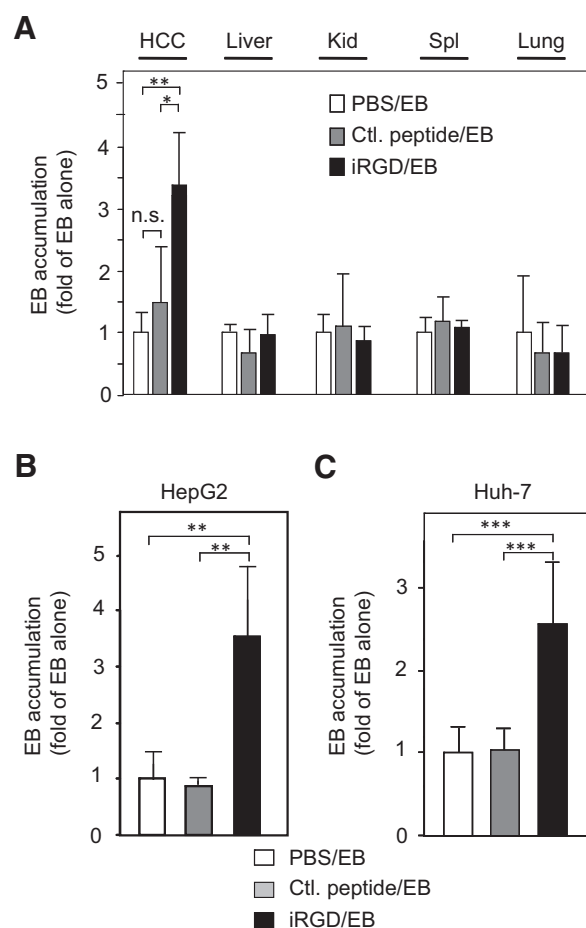 A
HCC Liver Kid Spl Lung
EB accumulation
(fold of EB alone)
5
4
3
2
1
0
**
*
n.s.
PBS/EB
Ctl. peptide/EB
iRGD/EB
B
HepG2
EB accumulation
(fold of EB alone)
5
4
3
2
1
0
**
**
C
Huh-7
EB accumulation
(fold of EB alone)
3
2
1
0
***
***
PBS/EB
Ctl. peptide/EB
iRGD/EB